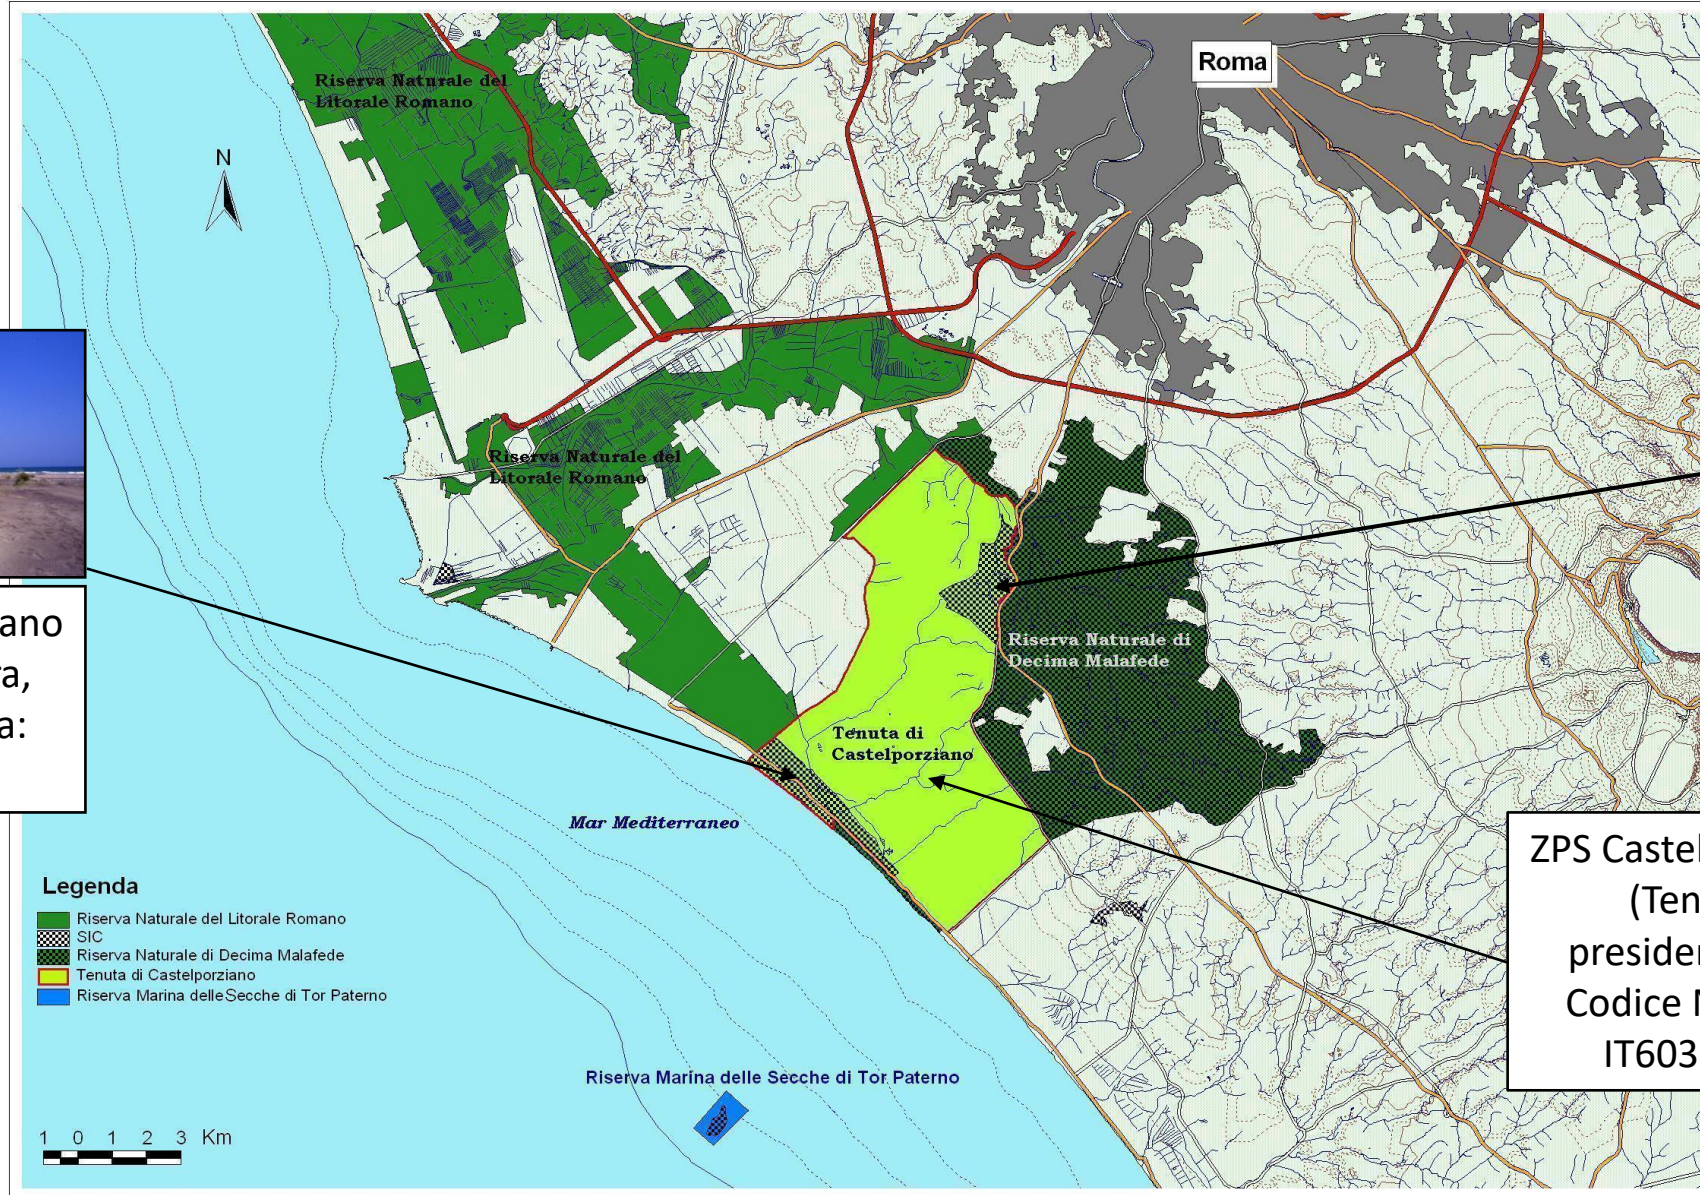 Roma
Riserva Naturale del
Litorale Romano
N
Riserva Naturale del
Litorale Romano
Riserva Naturale di
Decima Malafede
Tenuta di
Castelporziano
Mar Mediterraneo
Legenda
Riserva Naturale del Litorale Romano
SIC
Riserva Naturale di Decima Malafede
Tenuta di Castelporziano
Riserva Marina delle Secche di Tor Paterno
Riserva Marina delle Secche di Tor Paterno
1 0 1 2 3 Km
ano
ra,
a:
ZPS Castel
(Ten
presiden
Codice N
IT603